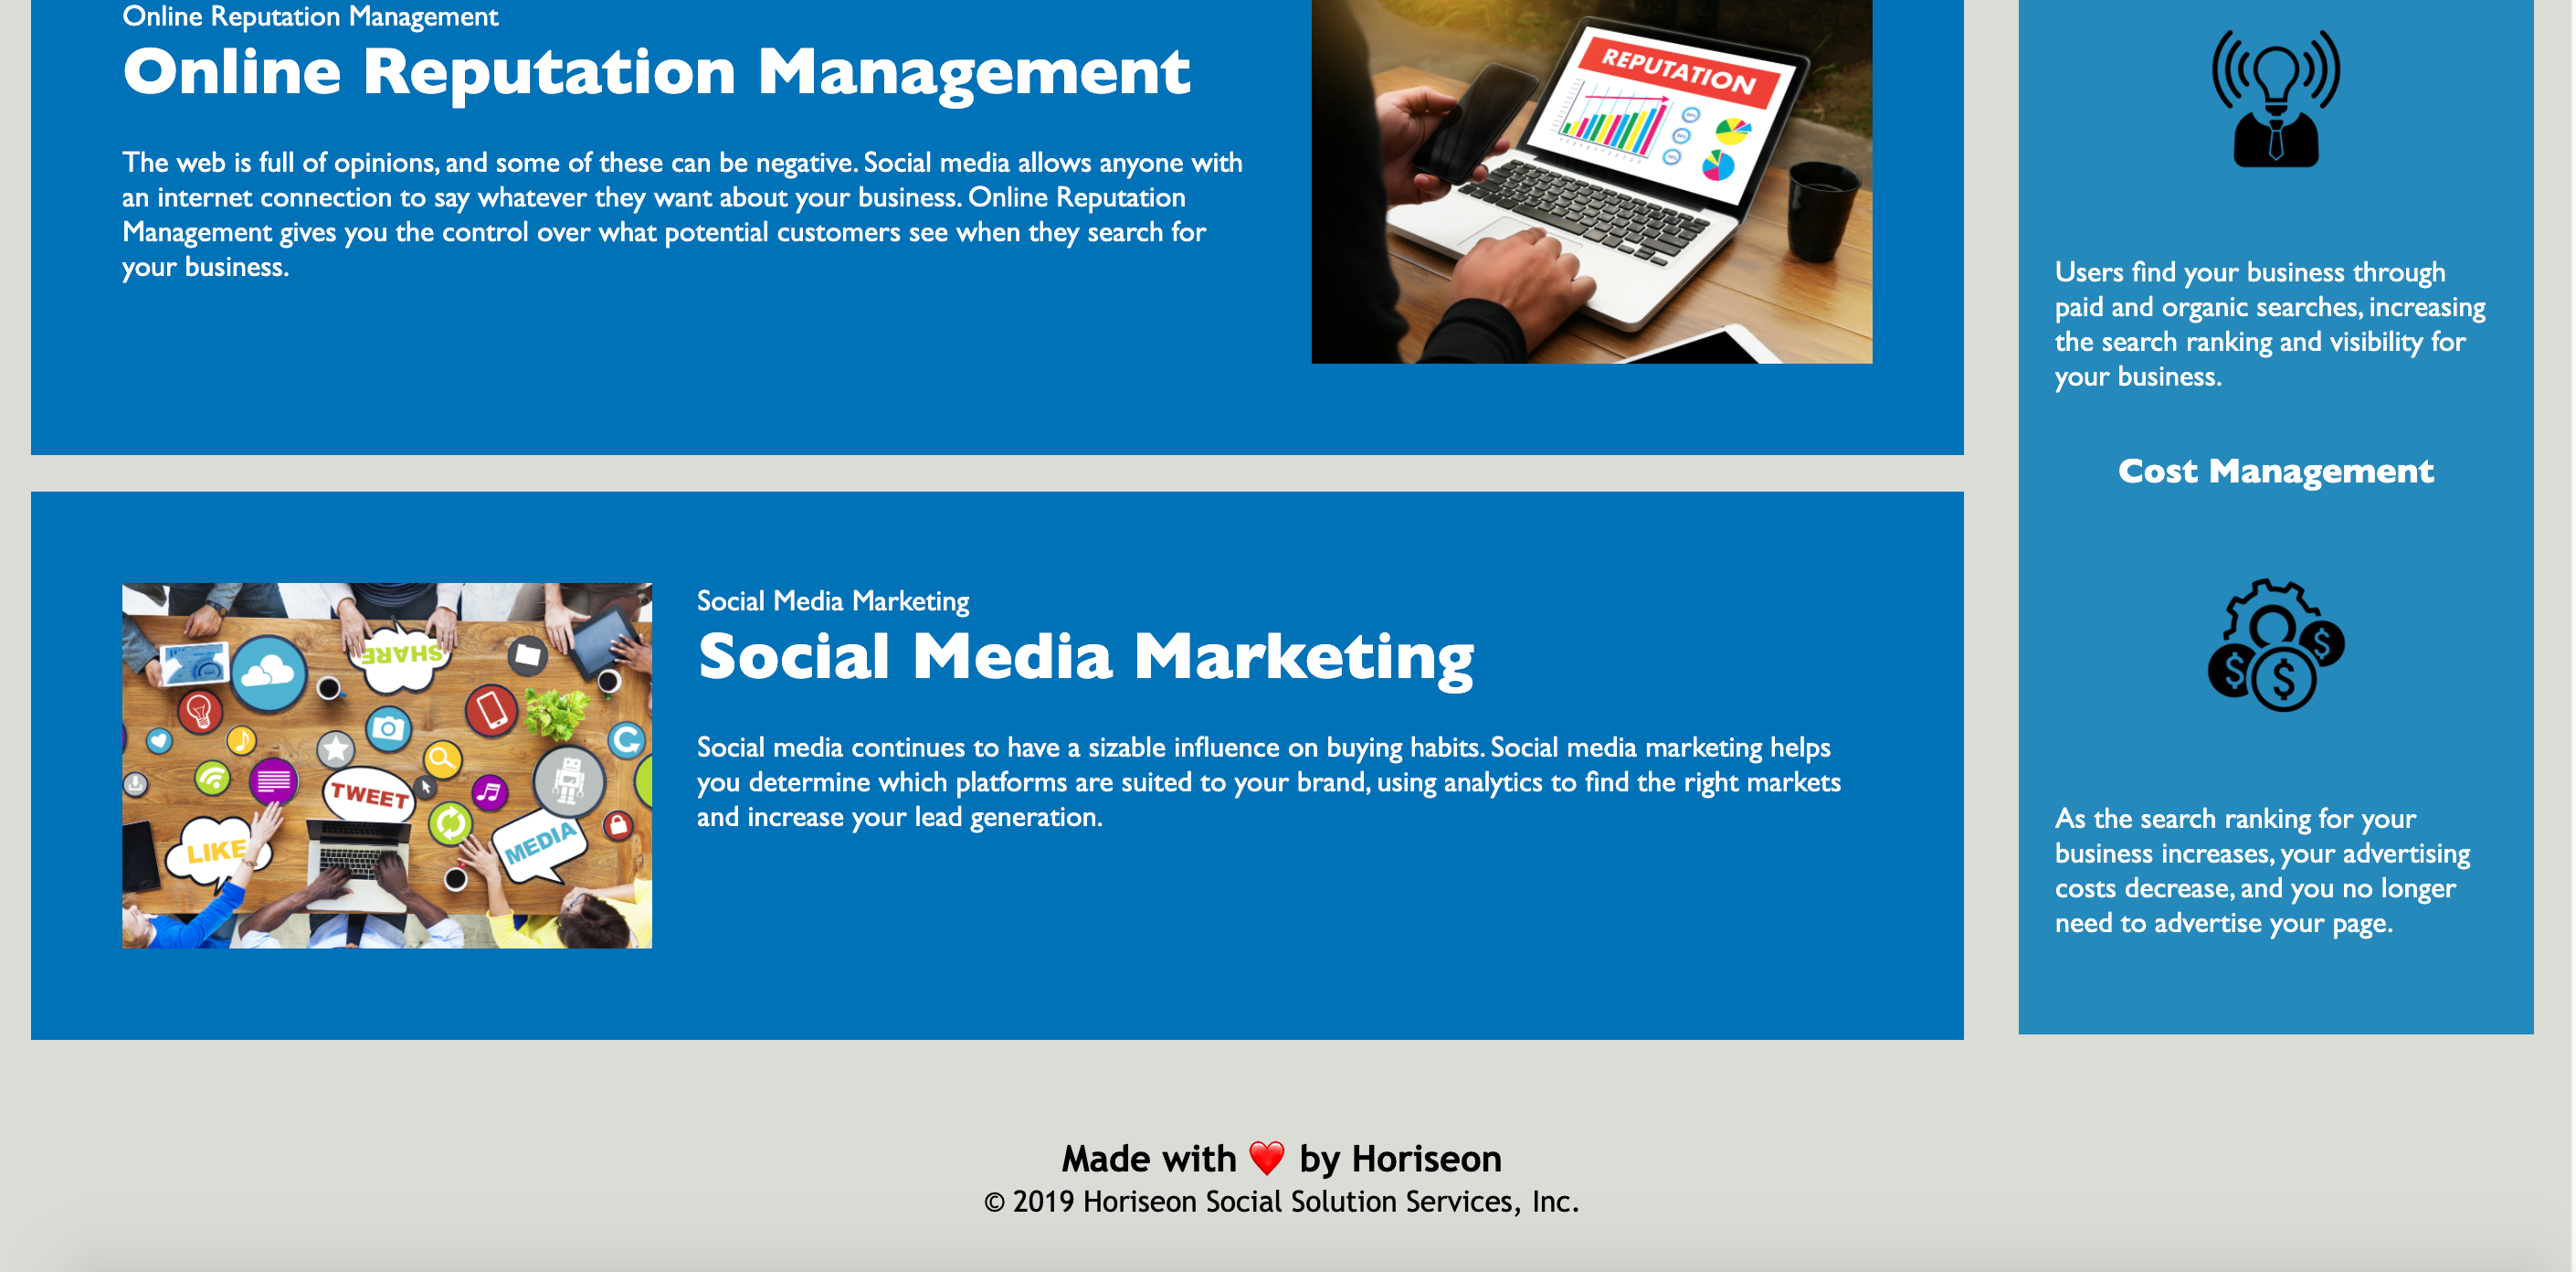 Online Reputation Management
Online Reputation Management
The web is full of opinions, and some of these can be negative. Social media allows anyone with
an internet connection to say whatever they want about your business. Online Reputation
Management gives you the control over what potential customers see when they search for
your business.
REPUTATION
Social Media Marketing
Social Media Marketing
Social media continues to have a sizable influence on buying habits. Social media marketing helps
you determine which platforms are suited to your brand, using analytics to find the right markets
and increase your lead generation.
SHARE
TWEET
LIKE
MEDIA
Users find your business through
paid and organic searches, increasing
the search ranking and visibility for
your business.
Cost Management
$
$
$
As the search ranking for your
business increases, your advertising
costs decrease, and you no longer
need to advertise your page.
Made with ❤️ by Horiseon
© 2019 Horiseon Social Solution Services, Inc.